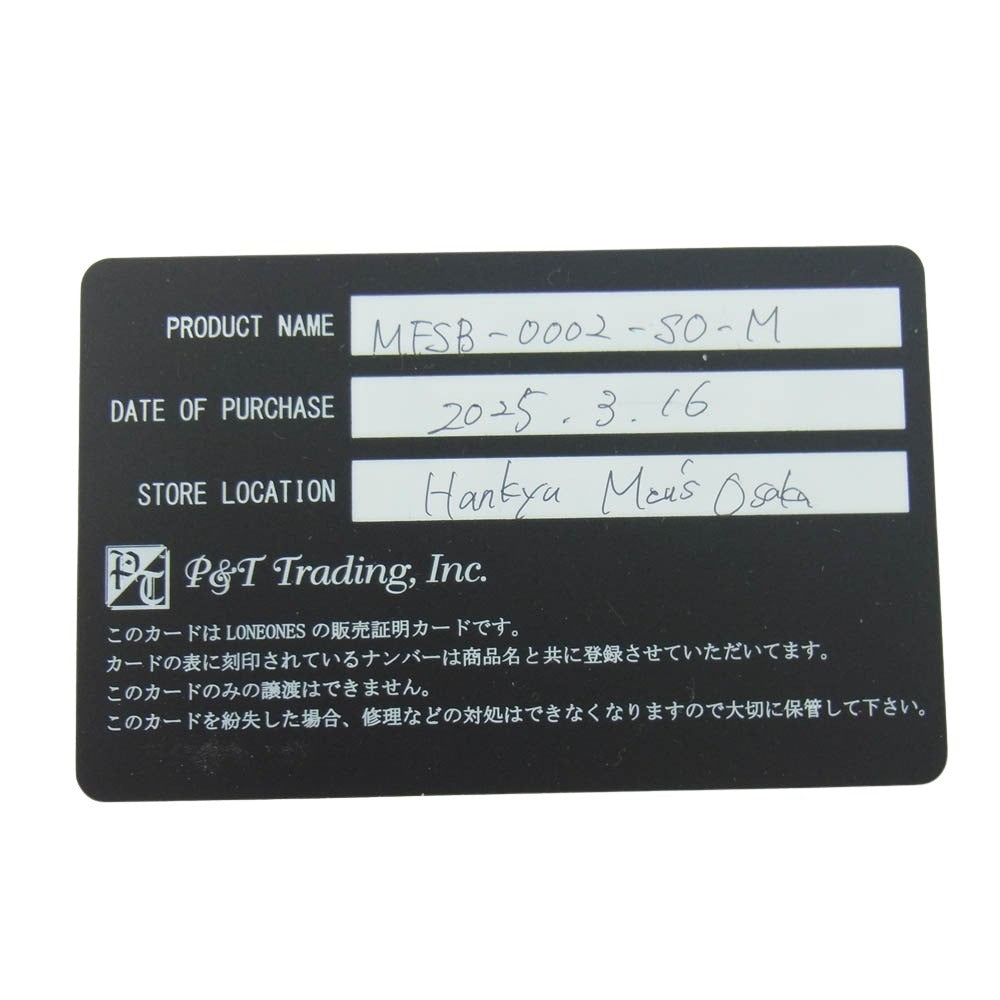 PRODUCT NAME MFSB-0002-SO-M
DATE OF PURCHASE 2025.3.16
STORE LOCATION Hankyu Men's Osaka
PT P&T Trading, Inc.
このカードは LONEONES の販売証明カードです。
カードの表に刻印されているナンバーは商品名と共に登録させていただいてます。
このカードのみの譲渡はできません。
このカードを紛失した場合、修理などの対処はできなくなりますので大切に保管して下さい。